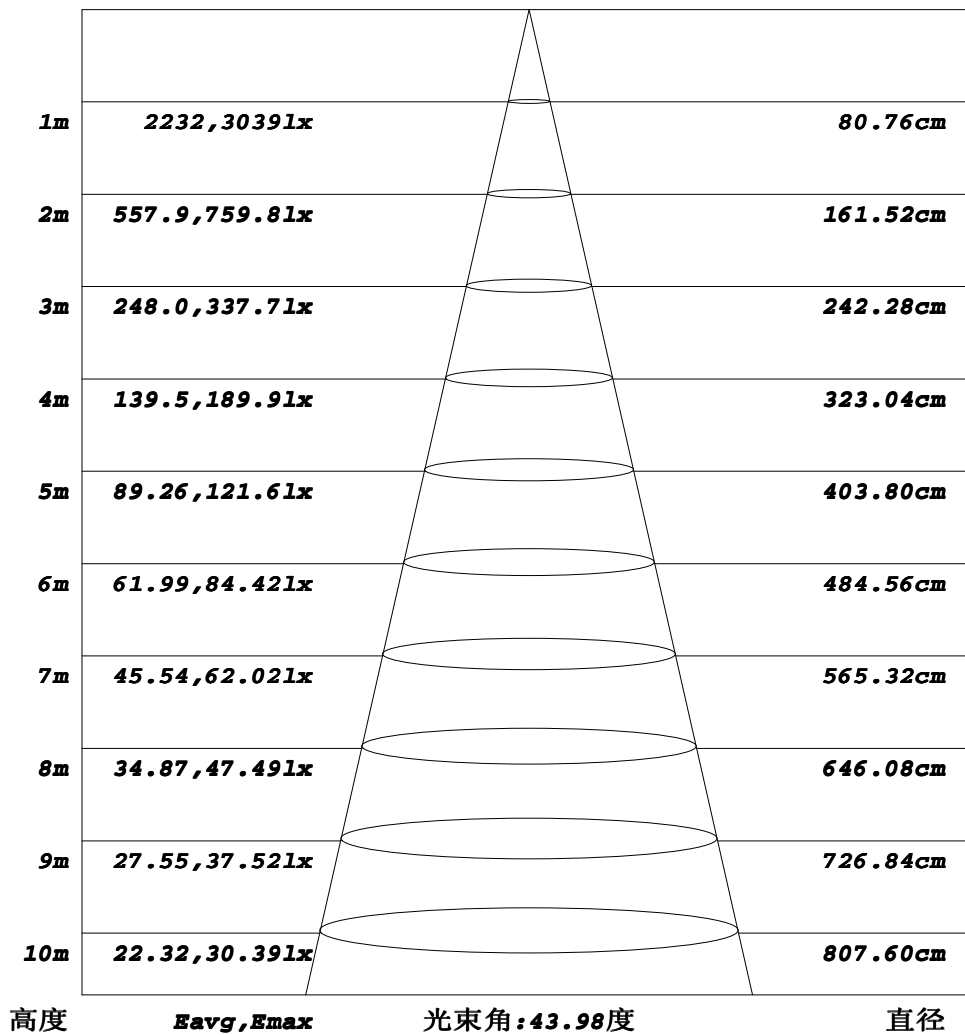 1m 2232,3039lx 80.76cm
2m 557.9,759.8lx 161.52cm
3m 248.0,337.7lx 242.28cm
4m 139.5,189.9lx 323.04cm
5m 89.26,121.6lx 403.80cm
6m 61.99,84.42lx 484.56cm
7m 45.54,62.02lx 565.32cm
8m 34.87,47.49lx 646.08cm
9m 27.55,37.52lx 726.84cm
10m 22.32,30.39lx 807.60cm
高度 Eavg,Emax 光束角:43.98度 直径